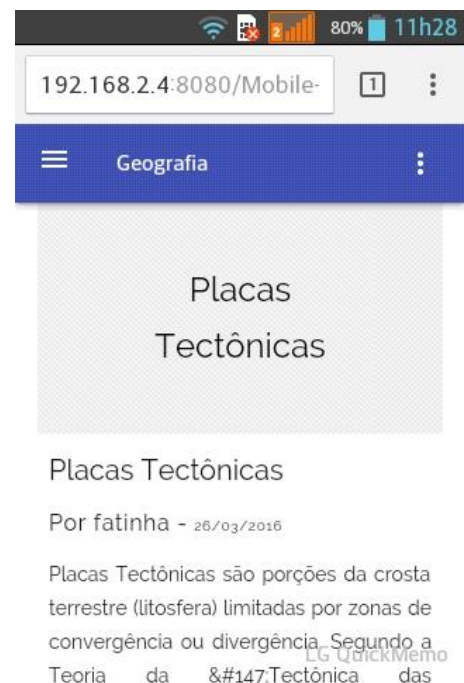 2 80% 11h28
192.168.2.4:8080/Mobile- 1
Geografia
Placas
Tectônicas
Placas Tectônicas
Por fatinha - 26/03/2016
Placas Tectônicas são porções da crosta
terrestre (litosfera) limitadas por zonas de
convergência ou divergência. Segundo a
LG QuickMemo
Teoria da &#147;Tectônica das